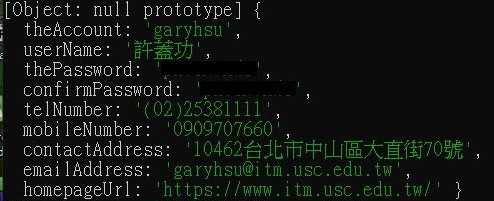 [Object: null prototype] {
theAccount: 'garyhsu',
userName: '許蓋功',
thePassword: '
confirmPassword: '
telNumber: '(02)25381111',
mobileNumber: '0909707660',
contactAddress: '10462台北市中山區大直街70號',
emailAddress: 'garyhsu@itm.usc.edu.tw',
homepageUrl: 'https://www.itm.usc.edu.tw/' }